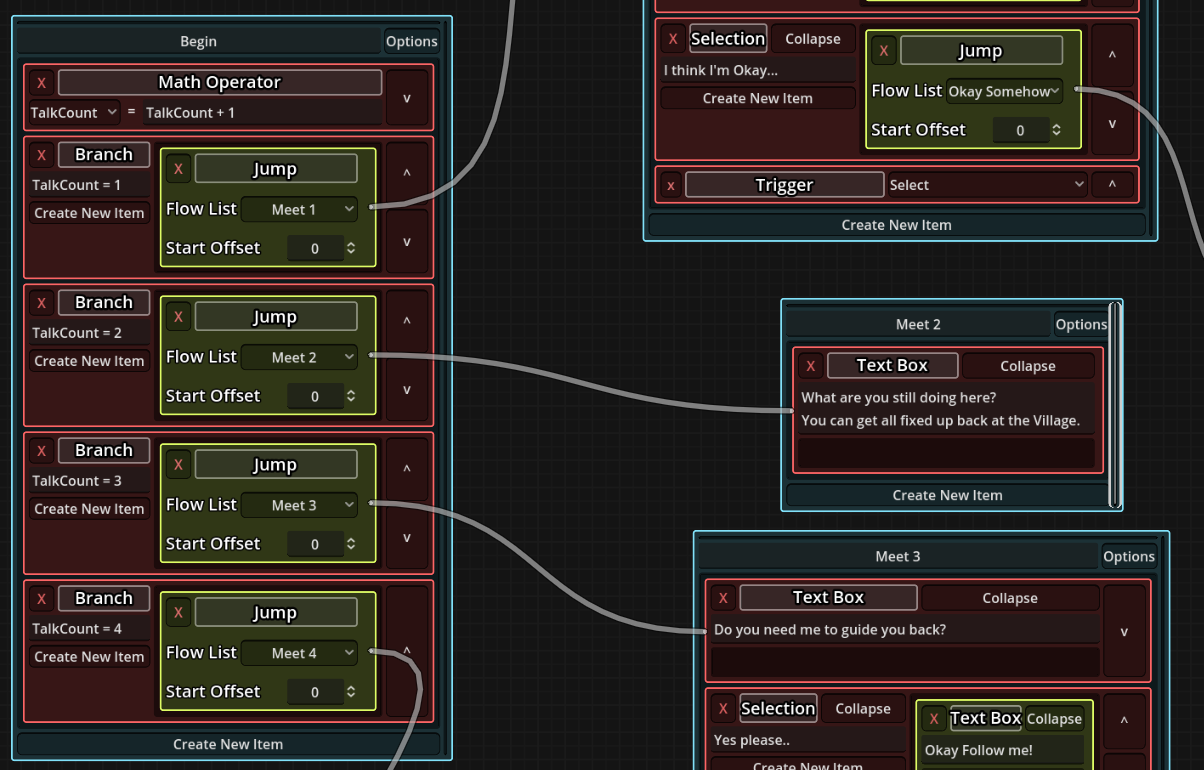 Begin
Options
X
Math Operator
v
TalkCount
=
TalkCount + 1
X
Branch
TalkCount = 1
Create New Item
X
Jump
Flow List
Meet 1
Start Offset
0
^
v
X
Branch
TalkCount = 2
Create New Item
X
Jump
Flow List
Meet 2
Start Offset
0
^
v
X
Branch
TalkCount = 3
Create New Item
X
Jump
Flow List
Meet 3
Start Offset
0
^
v
X
Branch
TalkCount = 4
Create New Item
X
Jump
Flow List
Meet 4
Start Offset
0
^
Create New Item
X
Selection
Collapse
I think I'm Okay...
Create New Item
X
Jump
Flow List
Okay Somehow
Start Offset
0
^
v
x
Trigger
Select
^
Create New Item
Meet 2
Options
X
Text Box
Collapse
What are you still doing here?
You can get all fixed up back at the Village.
Create New Item
Meet 3
Options
X
Text Box
Collapse
Do you need me to guide you back?
v
X
Selection
Collapse
Yes please..
Create New Item
X
Text Box
Collapse
Okay Follow me!
^